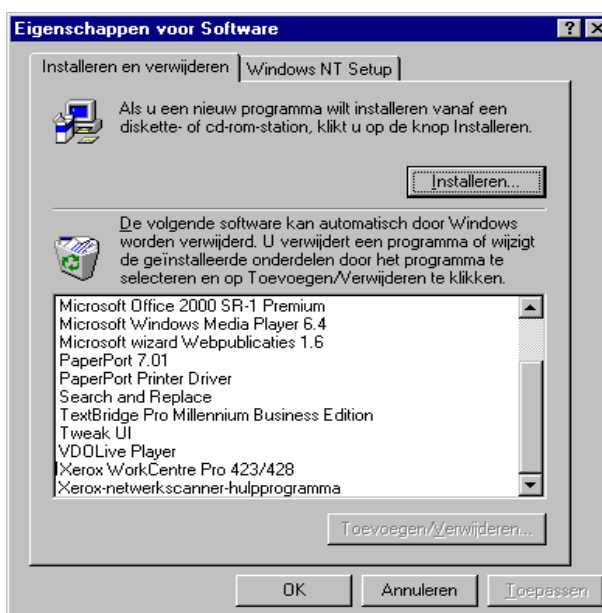 Eigenschappen voor Software
Installeren en verwijderen
Windows NT Setup
Als u een nieuw programma wilt installeren vanaf een
diskette- of cd-rom-station, klikt u op de knop Installeren.
Installeren...
De volgende software kan automatisch door Windows
worden verwijderd. U verwijdert een programma of wijzigt
de geïnstalleerde onderdelen door het programma te
selecteren en op Toevoegen/Verwijderen te klikken.
Microsoft Office 2000 SR-1 Premium
Microsoft Windows Media Player 6.4
Microsoft wizard Webpublicaties 1.6
PaperPort 7.01
PaperPort Printer Driver
Search and Replace
TextBridge Pro Millennium Business Edition
Tweak UI
VDOLive Player
Xerox WorkCentre Pro 423/428
Xerox-netwerkscanner-hulpprogramma
Toevoegen/Verwijderen...
OK
Annuleren
Toepassen